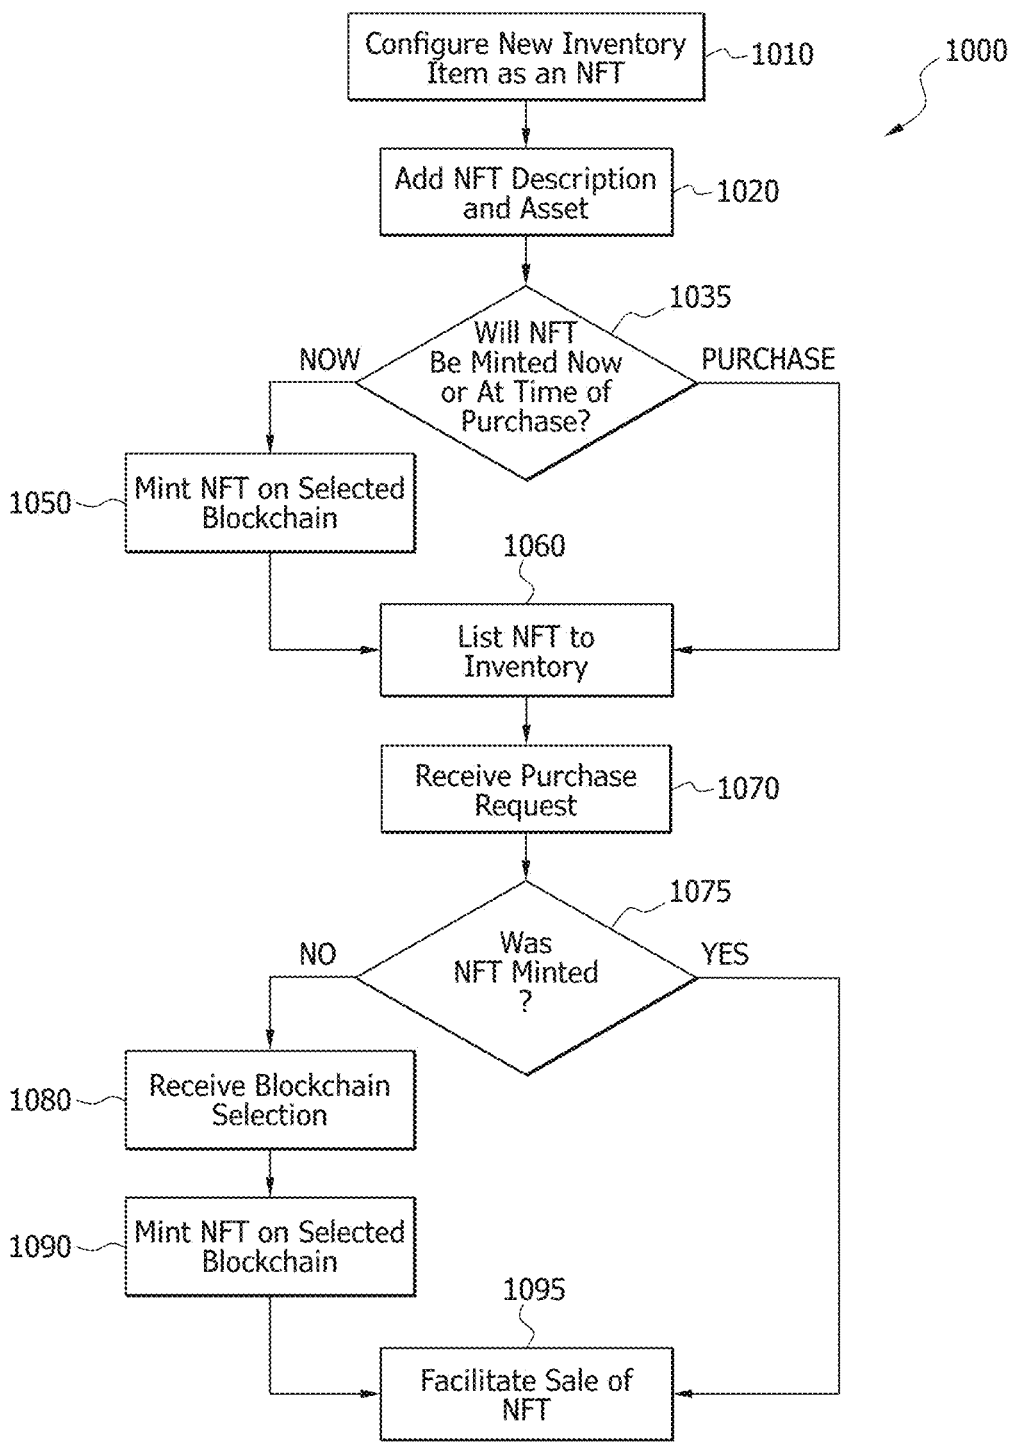 Configure New Inventory
Item as an NFT
1010
1000
Add NFT Description
and Asset
1020
1035
Will NFT
Be Minted Now
or At Time of
Purchase?
NOW
PURCHASE
Mint NFT on Selected
Blockchain
1050
1060
List NFT to
Inventory
Receive Purchase
Request
1070
1075
Was
NFT Minted
?
NO
YES
Receive Blockchain
Selection
1080
Mint NFT on Selected
Blockchain
1090
1095
Facilitate Sale of
NFT